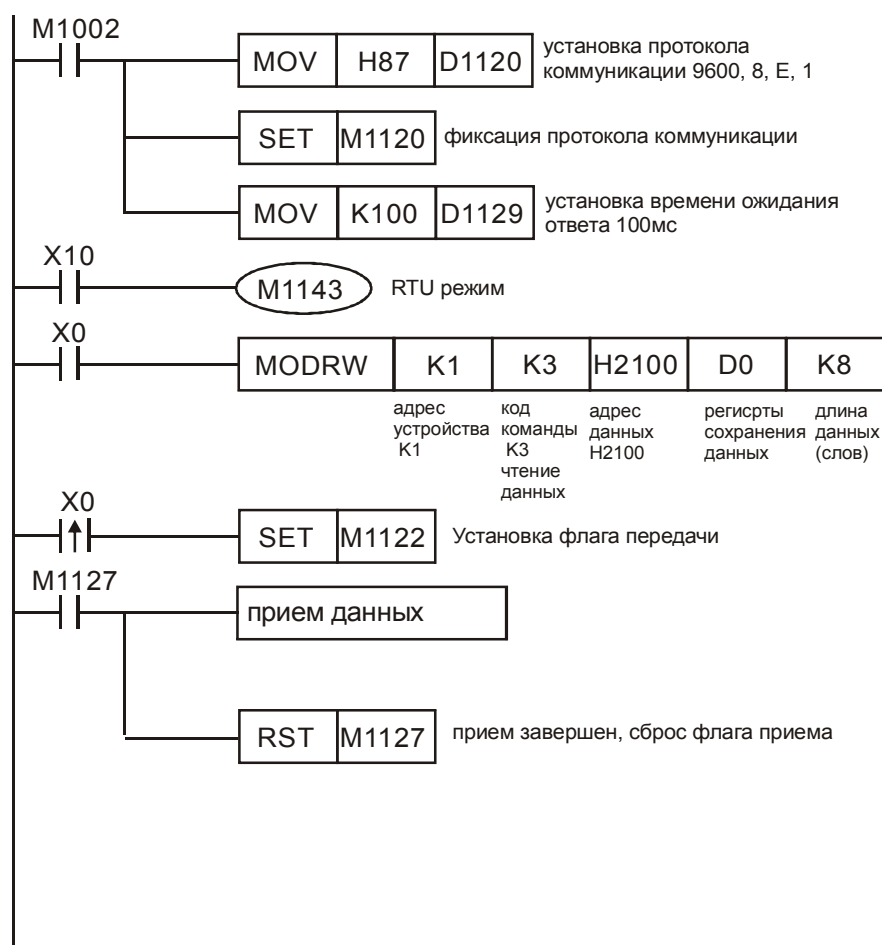 M1002
MOV H87 D1120 установка протокола
коммуникации 9600, 8, E, 1
SET M1120 фиксация протокола коммуникации
MOV K100 D1129 установка времени ожидания
ответа 100мс
X10
M1143 RTU режим
X0
MODRW K1 K3 H2100 D0 K8
адрес
устройства
K1
код
команды
K3
чтение
данных
адрес
данных
H2100
регисрты
сохранения
данных
длина
данных
(слов)
X0
SET M1122 Установка флага передачи
M1127
прием данных
RST M1127 прием завершен, сброс флага приема